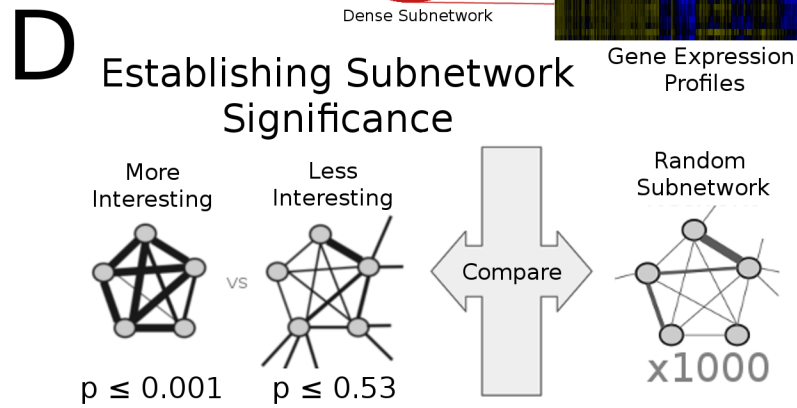 Dense Subnetwork
D
Gene Expression
Profiles
Establishing Subnetwork
Significance
More
Interesting
Less
Interesting
Random
Subnetwork
vs
Compare
x1000
p ≤ 0.001
p ≤ 0.53